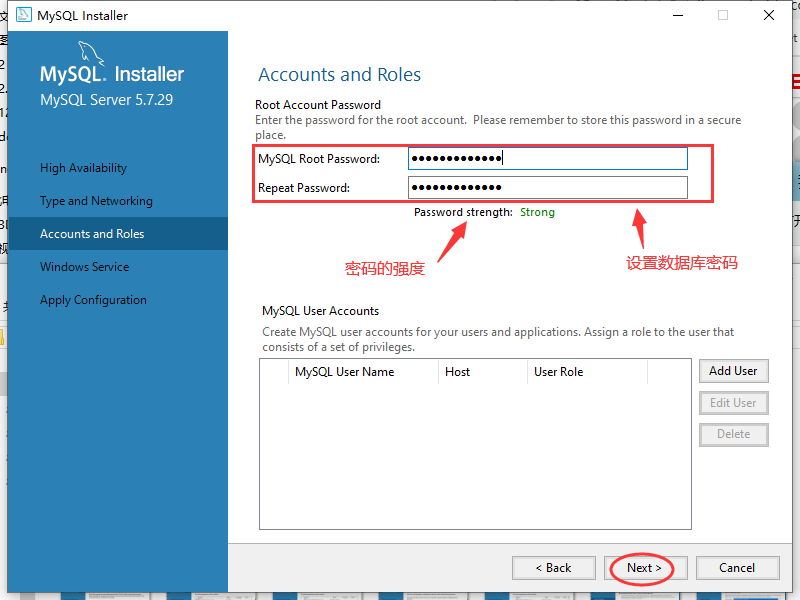 MySQL Installer
MySQL. Installer
MySQL Server 5.7.29
High Availability
Type and Networking
Accounts and Roles
Windows Service
Apply Configuration
Accounts and Roles
Root Account Password
Enter the password for the root account. Please remember to store this password in a secure
place.
MySQL Root Password: ●●●●●●●●●●●●●
Repeat Password: ●●●●●●●●●●●●●
Password strength: Strong
密码的强度
设置数据库密码
MySQL User Accounts
Create MySQL user accounts for your users and applications. Assign a role to the user that
consists of a set of privileges.
MySQL User Name Host User Role
Add User
Edit User
Delete
< Back Next > Cancel